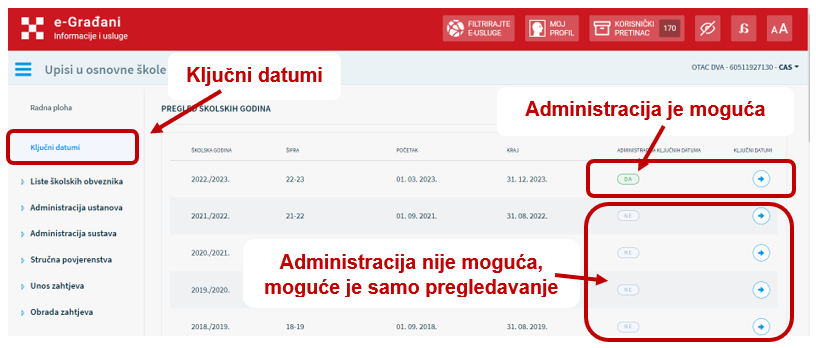 e-Građani
Informacije i usluge
FILTRIRAJTE
E-USLUGE
MOJ
PROFIL
KORISNIČKI
PRETINAC
170
AA
Upisi u osnovne škole
OTAC DVA - 60511927130 - CAS
Ključni datumi
Administracija je moguća
Radna ploha
Ključni datumi
Liste školskih obveznika
Administracija ustanova
Administracija sustava
Stručna povjerenstva
Unos zahtjeva
Obrada zahtjeva
PREGLED ŠKOLSKIH GODINA
ŠKOLSKA GODINA ŠIFRA POČETAK KRAJ ADMINISTRACIJA KLJUČNIH DATUMA KLJUČNI DATUMI
2022./2023. 22-23 01. 03. 2023. 31. 12. 2023. DA
2021./2022. 21-22 01. 09. 2021. 31. 08. 2022. NE
2020./2021. NE
2019./2020. NE
2018./2019. 18-19 01. 09. 2018. 31. 08. 2019. NE
Administracija nije moguća,
moguće je samo pregledavanje